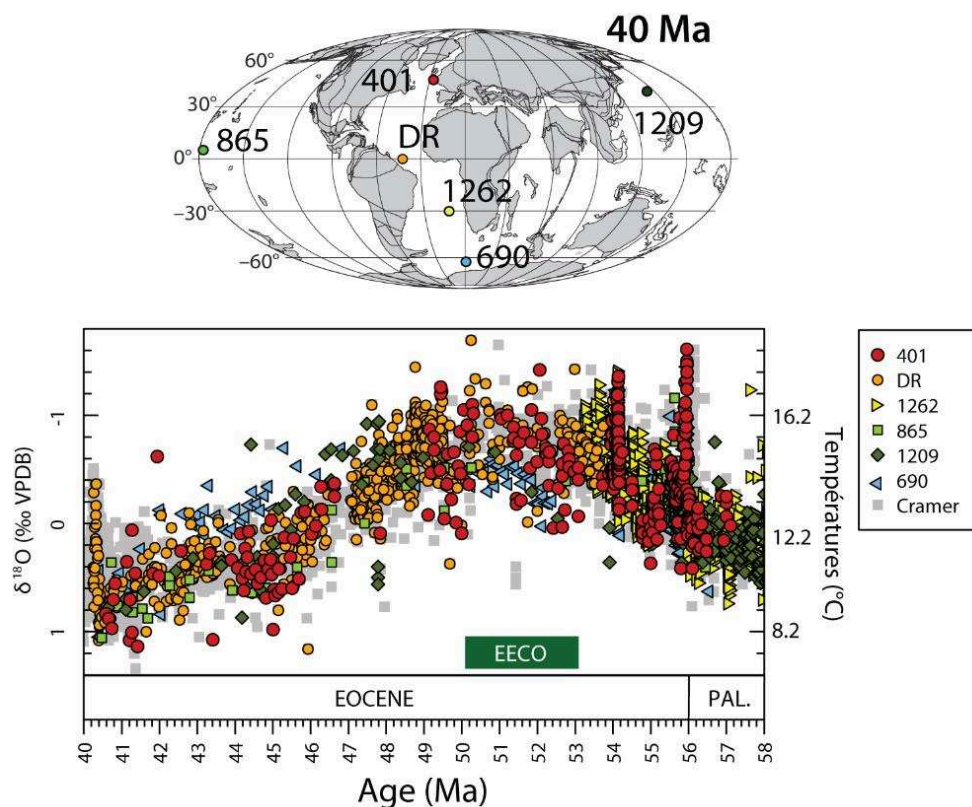 40 Ma
60°
401
30°
1209
865
DR
0°
1262
−30°
690
−60°
-1
0
1
δ18O (‰ VPDB)
16.2
12.2
8.2
Températures (°C)
401
DR
1262
865
1209
690
Cramer
EECO
EOCENE
PAL.
40 41 42 43 44 45 46 47 48 49 50 51 52 53 54 55 56 57 58
Age (Ma)